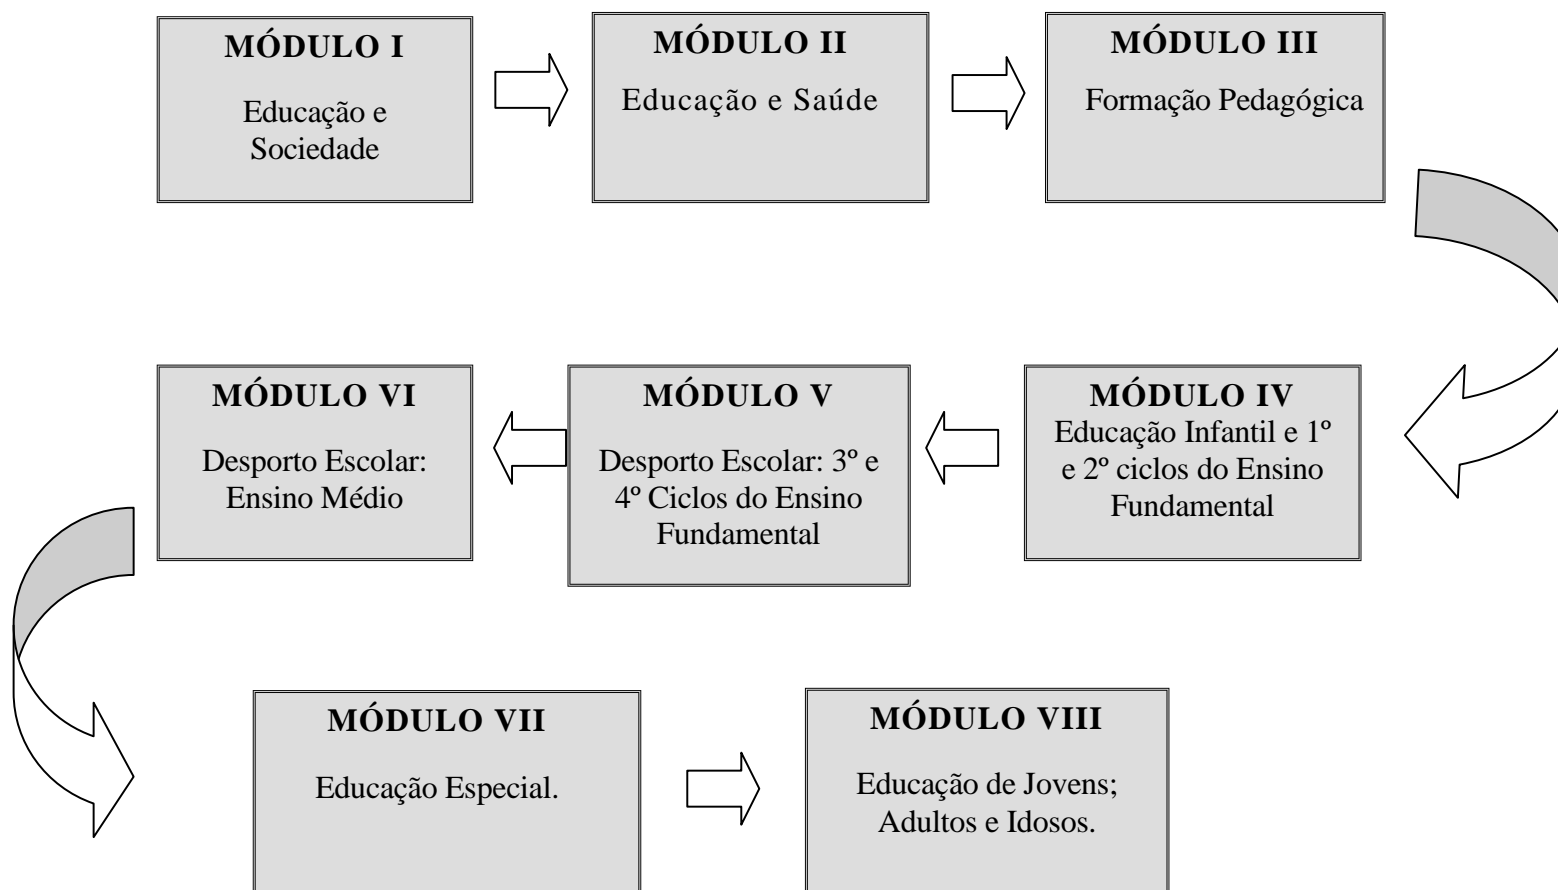 MÓDULO I
Educação e
Sociedade
MÓDULO II
Educação e Saúde
MÓDULO III
Formação Pedagógica
MÓDULO IV
Educação Infantil e 1º
e 2º ciclos do Ensino
Fundamental
MÓDULO V
Desporto Escolar: 3º e
4º Ciclos do Ensino
Fundamental
MÓDULO VI
Desporto Escolar:
Ensino Médio
MÓDULO VII
Educação Especial.
MÓDULO VIII
Educação de Jovens;
Adultos e Idosos.